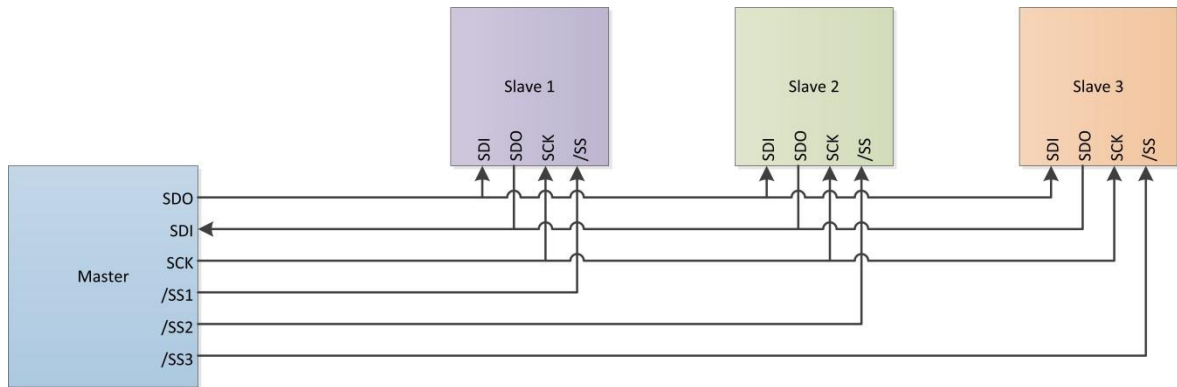 Slave 1
SDI
SDO
SCK
/SS
Slave 2
SDI
SDO
SCK
/SS
Slave 3
SDI
SDO
SCK
/SS
Master
SDO
SDI
SCK
/SS1
/SS2
/SS3